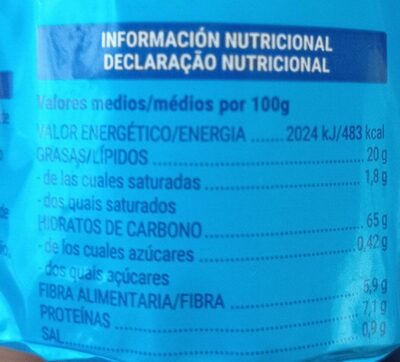 INFORMACIÓN NUTRICIONAL
DECLARAÇÃO NUTRICIONAL
Valores medios/médios por 100g
VALOR ENERGÉTICO/ENERGIA ....... 2024 kJ/483 kcal
GRASAS/LÍPIDOS ....... 20 g
- de las cuales saturadas ....... 1,8 g
- dos quais saturados
HIDRATOS DE CARBONO ....... 65 g
- de los cuales azúcares ....... 0,42 g
- dos quais açúcares
FIBRA ALIMENTARIA/FIBRA ....... 5,9 g
PROTEÍNAS ....... 7,1 g
SAL ....... 0,9 g